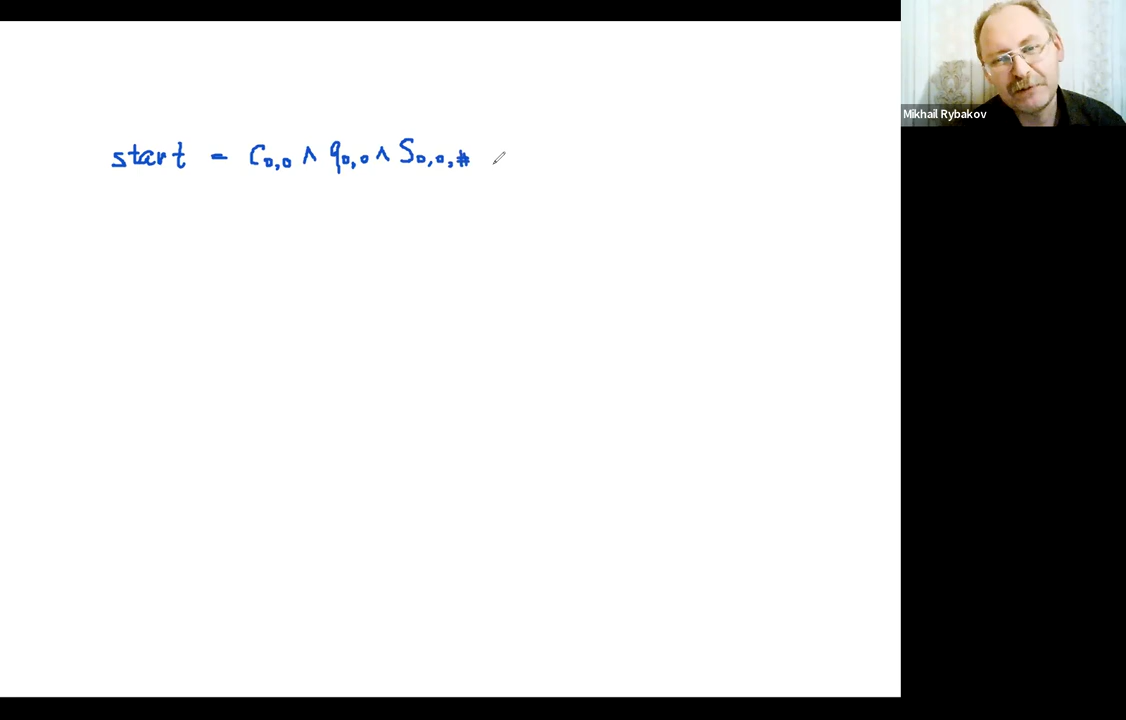 start = C₀,₀ ∧ q₀,₀ ∧ S₀,₀,#
Mikhail Rybakov